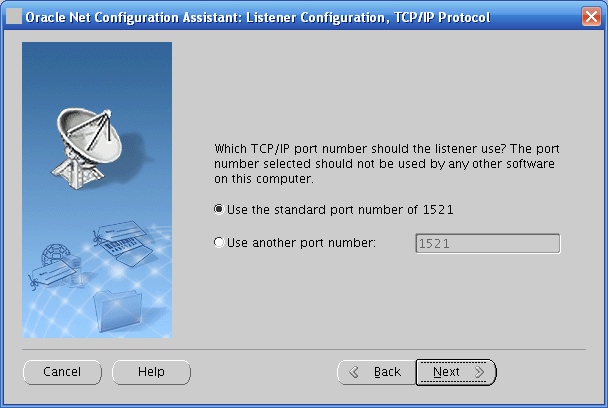 Oracle Net Configuration Assistant: Listener Configuration, TCP/IP Protocol
Which TCP/IP port number should the listener use? The port
number selected should not be used by any other software
on this computer.
Use the standard port number of 1521
Use another port number:
1521
Cancel
Help
Back
Next